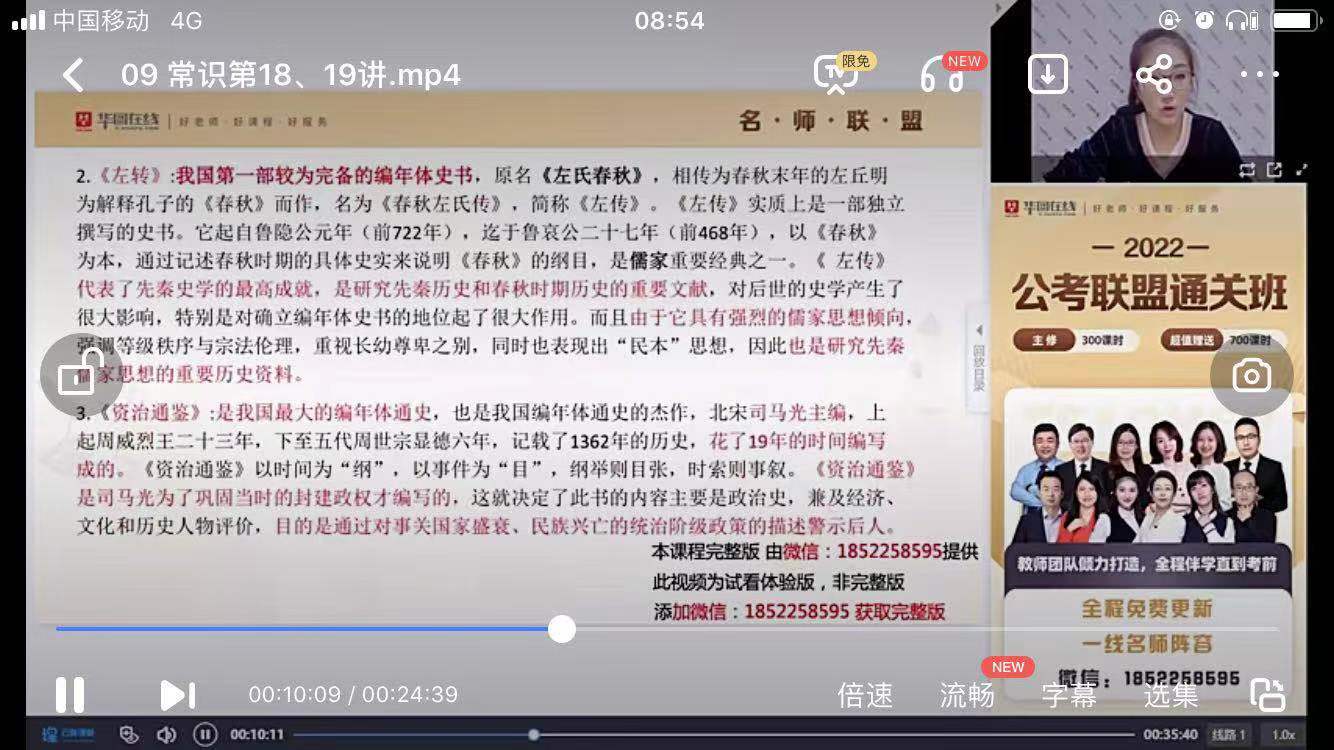 中国移动 4G
08:54
09 常识第18、19讲.mp4
限免
NEW
华图在线 | 好老师·好课程·好服务
名·师·联·盟
2.《左转》:我国第一部较为完备的编年体史书，原名《左氏春秋》，相传为春秋末年的左丘明
为解释孔子的《春秋》而作，名为《春秋左氏传》，简称《左传》。《左传》实质上是一部独立
撰写的史书。它起自鲁隐公元年（前722年），迄于鲁哀公二十七年（前468年），以《春秋》
为本，通过记述春秋时期的具体史实来说明《春秋》的纲目，是儒家重要经典之一。《 左传》
代表了先秦史学的最高成就，是研究先秦历史和春秋时期历史的重要文献，对后世的史学产生了
很大影响，特别是对确立编年体史书的地位起了很大作用。而且由于它具有强烈的儒家思想倾向，
强调等级秩序与宗法伦理，重视长幼尊卑之别，同时也表现出“民本”思想，因此也是研究先秦
儒家思想的重要历史资料。
3.《资治通鉴》:是我国最大的编年体通史，也是我国编年体通史的杰作，北宋司马光主编，上
起周威烈王二十三年，下至五代周世宗显德六年，记载了1362年的历史，花了19年的时间编写
成的。《资治通鉴》以时间为“纲”，以事件为“目”，纲举则目张，时索则事叙。《资治通鉴》
是司马光为了巩固当时的封建政权才编写的，这就决定了此书的内容主要是政治史，兼及经济、
文化和历史人物评价，目的是通过对事关国家盛衰、民族兴亡的统治阶级政策的描述警示后人。
本课程完整版 由微信：1852258595提供
此视频为试看体验版，非完整版
添加微信：1852258595 获取完整版
回放目录
华图在线 | 好老师·好课程·好服务
2022
公考联盟通关班
主修 300课时 超值赠送 700课时
教师团队倾力打造，全程伴学直到考前
全程免费更新
一线名师阵容
微信：1852258595
00:10:09 / 00:24:39
倍速
流畅
NEW
字幕
选集
00:10:11
00:35:40
线路1
1.0x